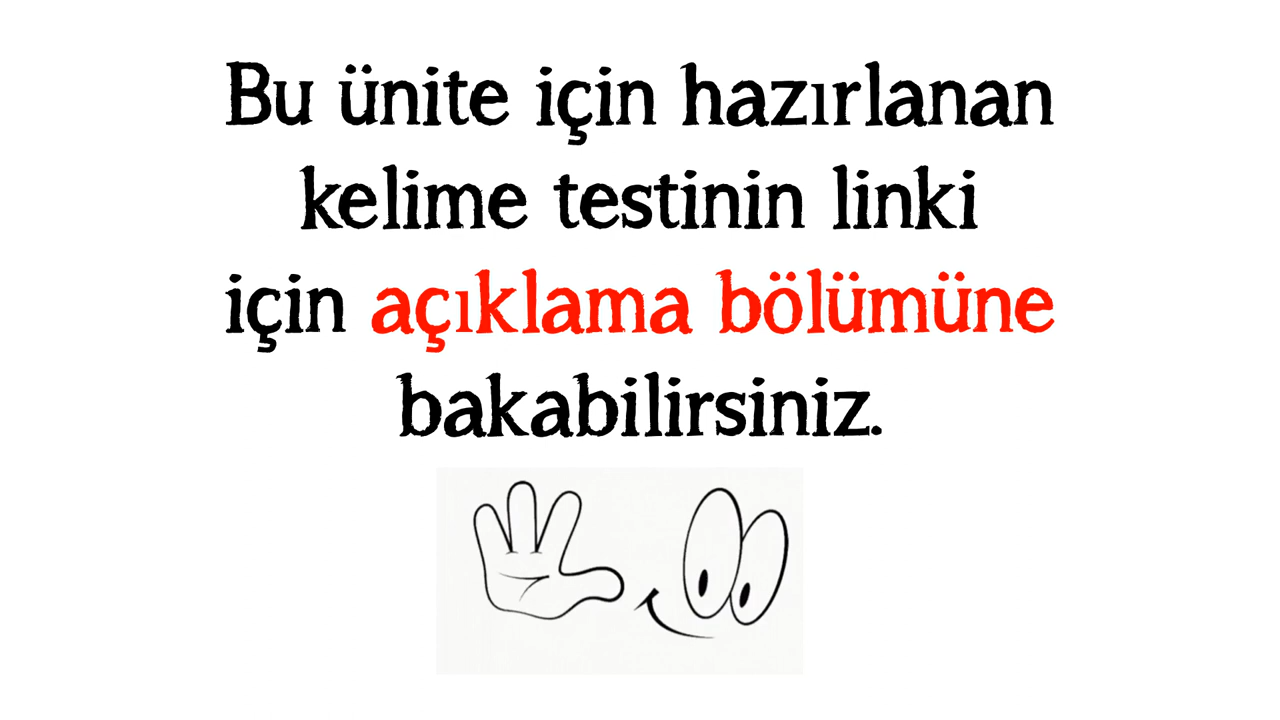 Bu ünite için hazırlanan
kelime testinin linki
için açıklama bölümüne
bakabilirsiniz.